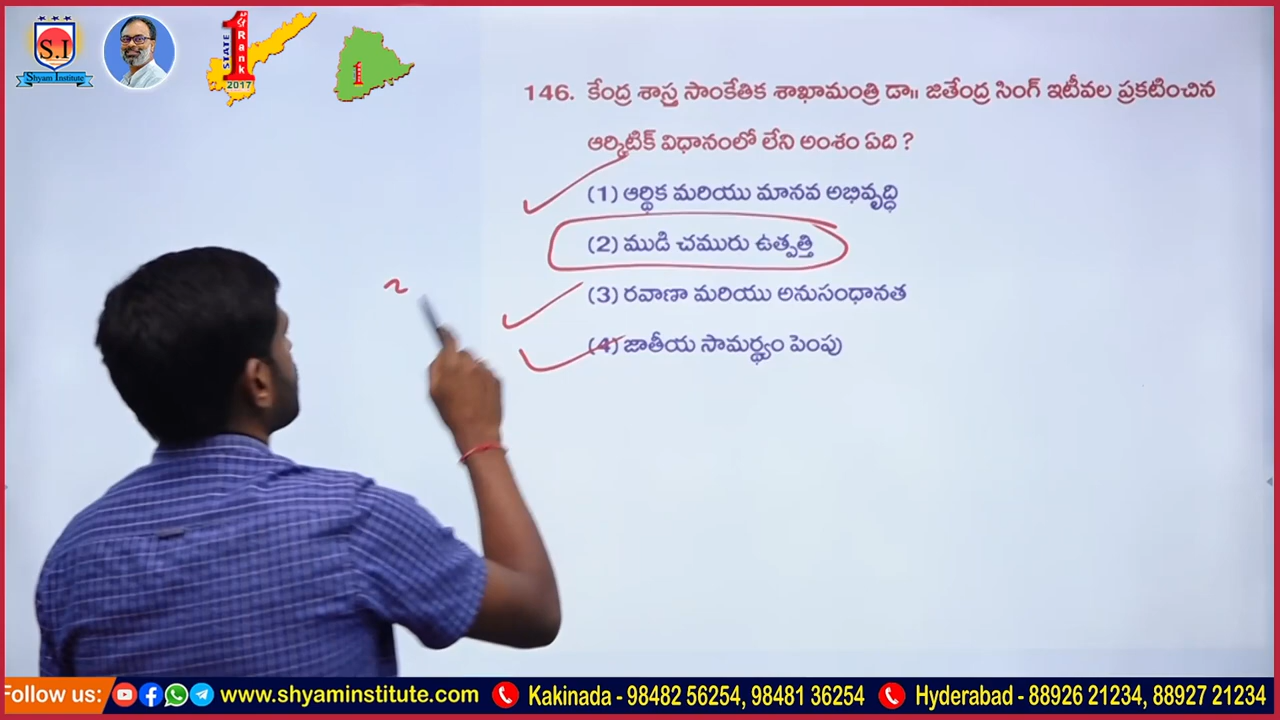 S.I
Shyam Institute
STATE
1
Rank
2017
1
146. కేంద్ర శాస్త్ర సాంకేతిక శాఖామంత్రి డా॥ జితేంద్ర సింగ్ ఇటీవల ప్రకటించిన
ఆర్కిటిక్ విధానంలో లేని అంశం ఏది ?
(1) ఆర్థిక మరియు మానవ అభివృద్ధి
(2) ముడి చమురు ఉత్పత్తి
(3) రవాణా మరియు అనుసంధానత
(4) జాతీయ సామర్థ్యం పెంపు
Follow us: www.shyaminstitute.com Kakinada - 98482 56254, 98481 36254 Hyderabad - 88926 21234, 88927 21234